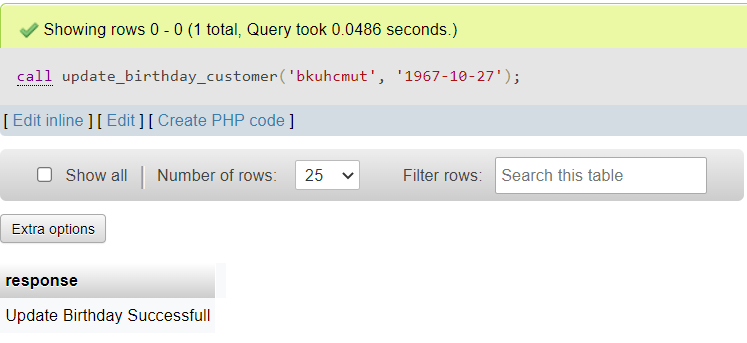 Showing rows 0 - 0 (1 total, Query took 0.0486 seconds.)
call update_birthday_customer('bkuhcmut', '1967-10-27');
[ Edit inline ] [ Edit ] [ Create PHP code ]
Show all Number of rows: 25 Filter rows: Search this table
Extra options
response
Update Birthday Successfull